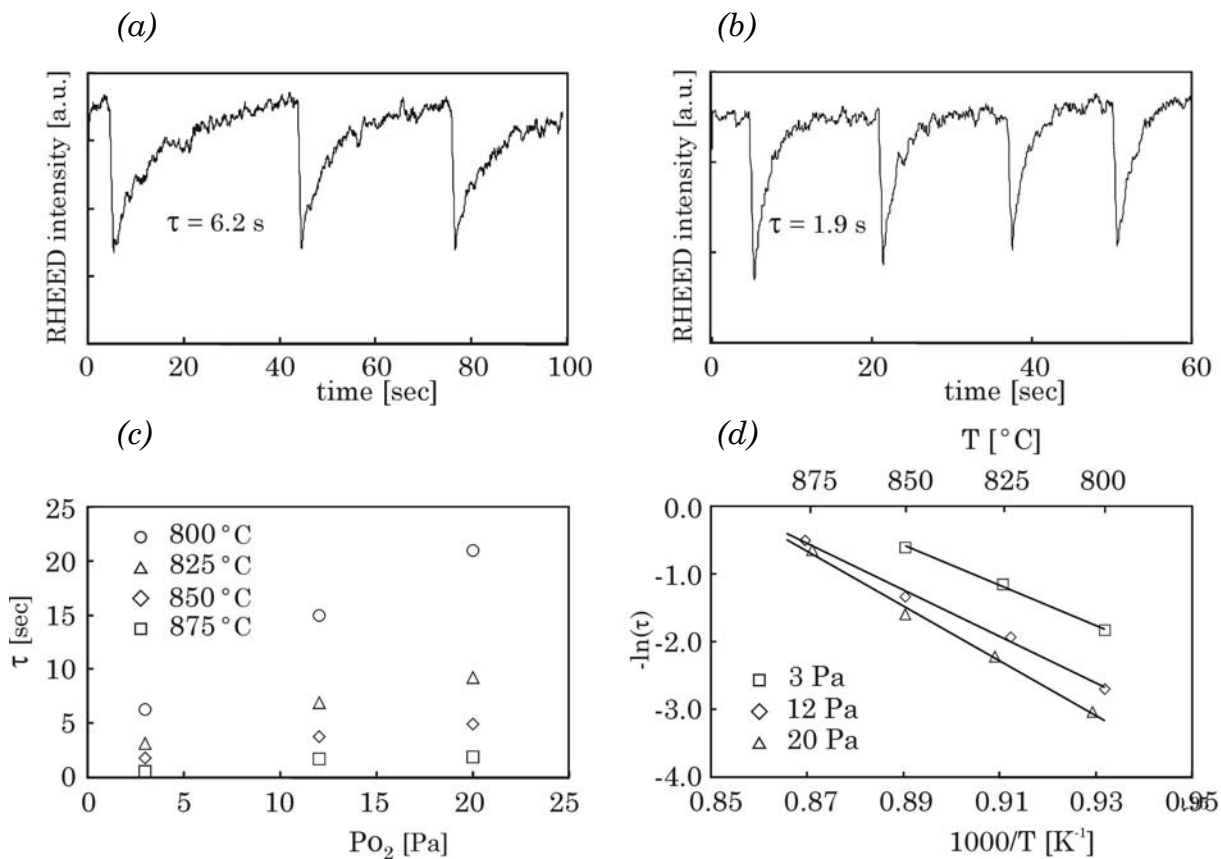 (a)
RHEED intensity [a.u.]
τ = 6.2 s
0 20 40 60 80 100
time [sec]
(b)
RHEED intensity [a.u.]
τ = 1.9 s
0 20 40 60
time [sec]
(c)
25
20
15
10
5
0
τ [sec]
800 °C
825 °C
850 °C
875 °C
0 5 10 15 20 25
Po₂ [Pa]
(d)
T [°C]
875 850 825 800
0.0
-1.0
-2.0
-3.0
-4.0
-ln(τ)
3 Pa
12 Pa
20 Pa
0.85 0.87 0.89 0.91 0.93 0.95
1000/T [K⁻¹]